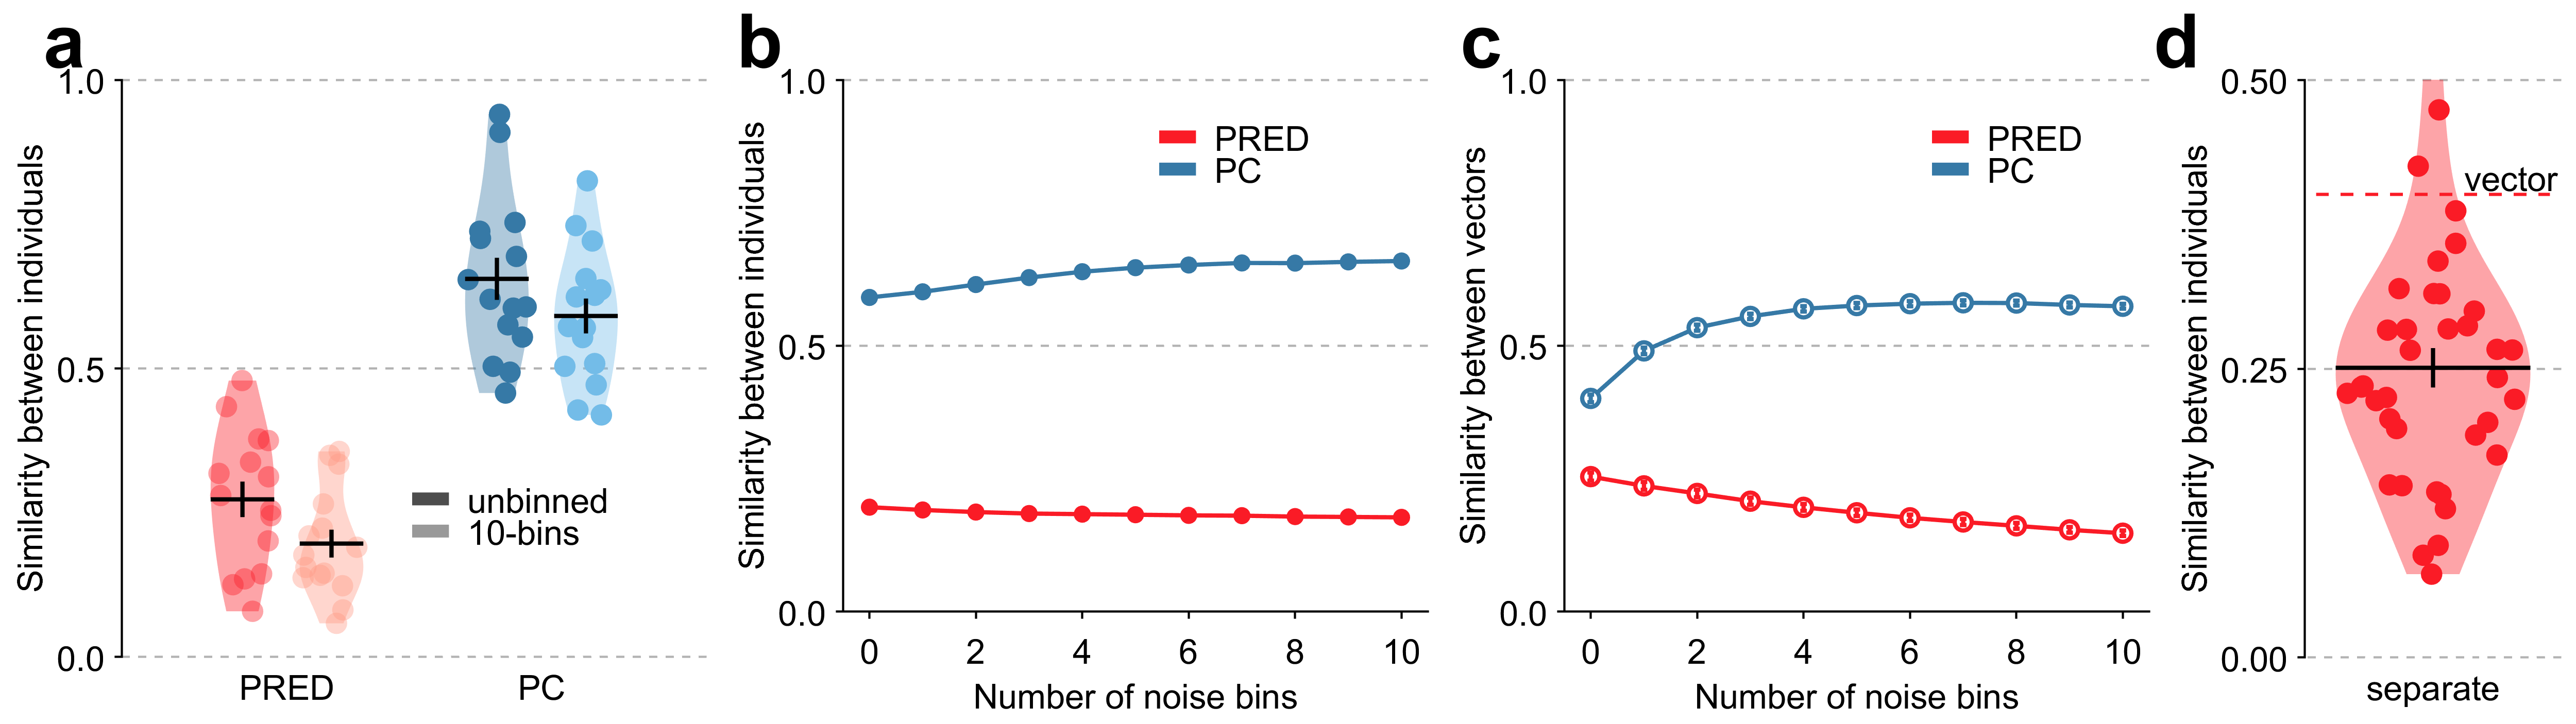 a
1.0
0.5
0.0
Similarity between individuals
unbinned
10-bins
PRED
PC
b
1.0
0.5
0.0
Similarity between individuals
PRED
PC
0 2 4 6 8 10
Number of noise bins
c
1.0
0.5
0.0
Similarity between vectors
PRED
PC
0 2 4 6 8 10
Number of noise bins
d
0.50
0.25
0.00
Similarity between individuals
vector
separate